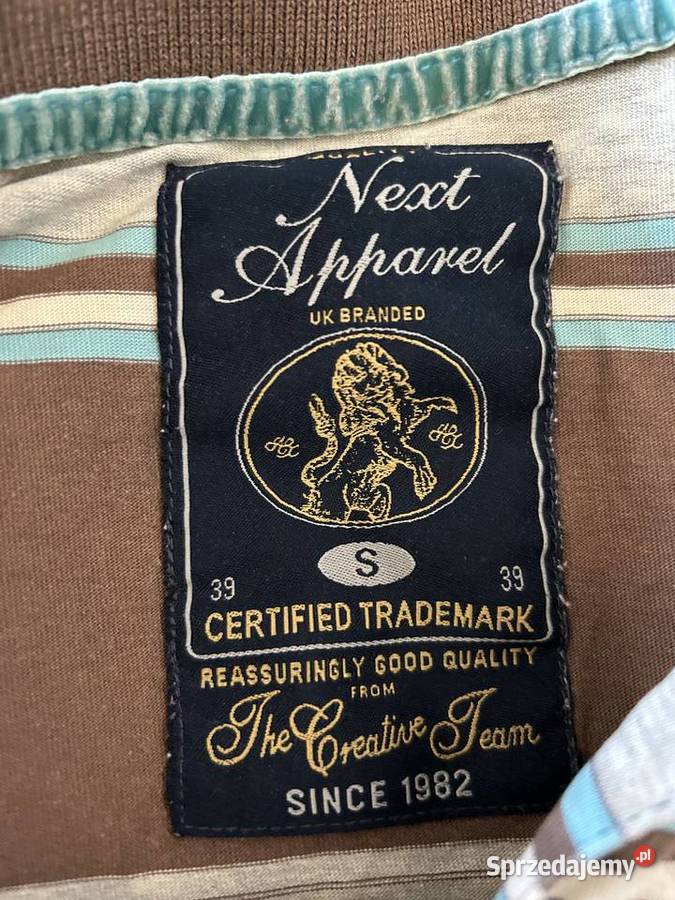 Next
Apparel
UK BRANDED
S
39 39
CERTIFIED TRADEMARK
REASSURINGLY GOOD QUALITY
FROM
The Creative Team
SINCE 1982
Sprzedajemy.pl